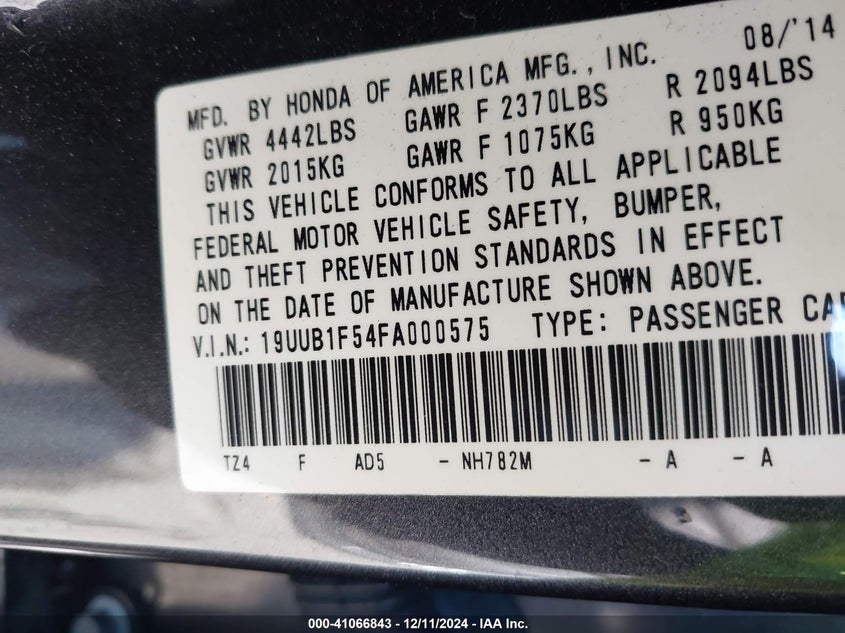 MFD. BY HONDA OF AMERICA MFG., INC. 08/'14
GVWR 4442LBS GAWR F 2370LBS R 2094LBS
GVWR 2015KG GAWR F 1075KG R 950KG
THIS VEHICLE CONFORMS TO ALL APPLICABLE
FEDERAL MOTOR VEHICLE SAFETY, BUMPER,
AND THEFT PREVENTION STANDARDS IN EFFECT
ON THE DATE OF MANUFACTURE SHOWN ABOVE.
V.I.N.: 19UUB1F54FA000575 TYPE: PASSENGER CAR
TZ4 F AD5 - NH782M - A - A
000-41066843 - 12/11/2024 - IAA Inc.